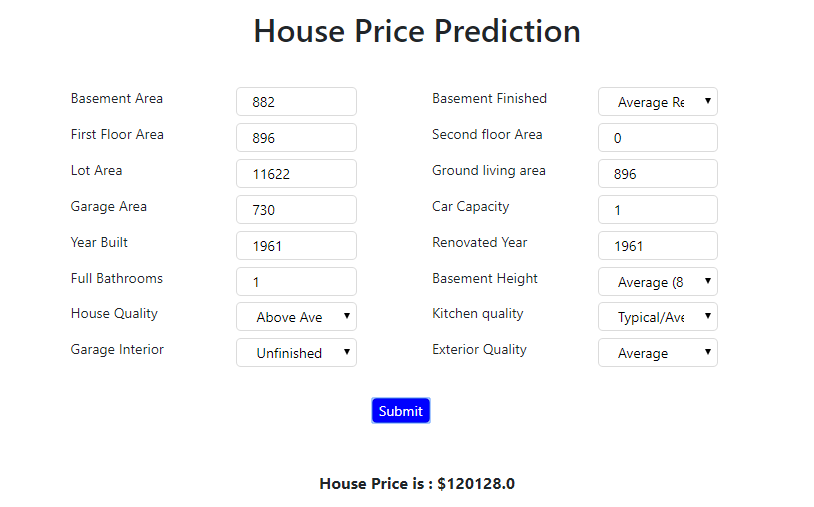 House Price Prediction
Basement Area 882 Basement Finished Average Re
First Floor Area 896 Second floor Area 0
Lot Area 11622 Ground living area 896
Garage Area 730 Car Capacity 1
Year Built 1961 Renovated Year 1961
Full Bathrooms 1 Basement Height Average (8
House Quality Above Ave Kitchen quality Typical/Ave
Garage Interior Unfinished Exterior Quality Average
Submit
House Price is : $120128.0